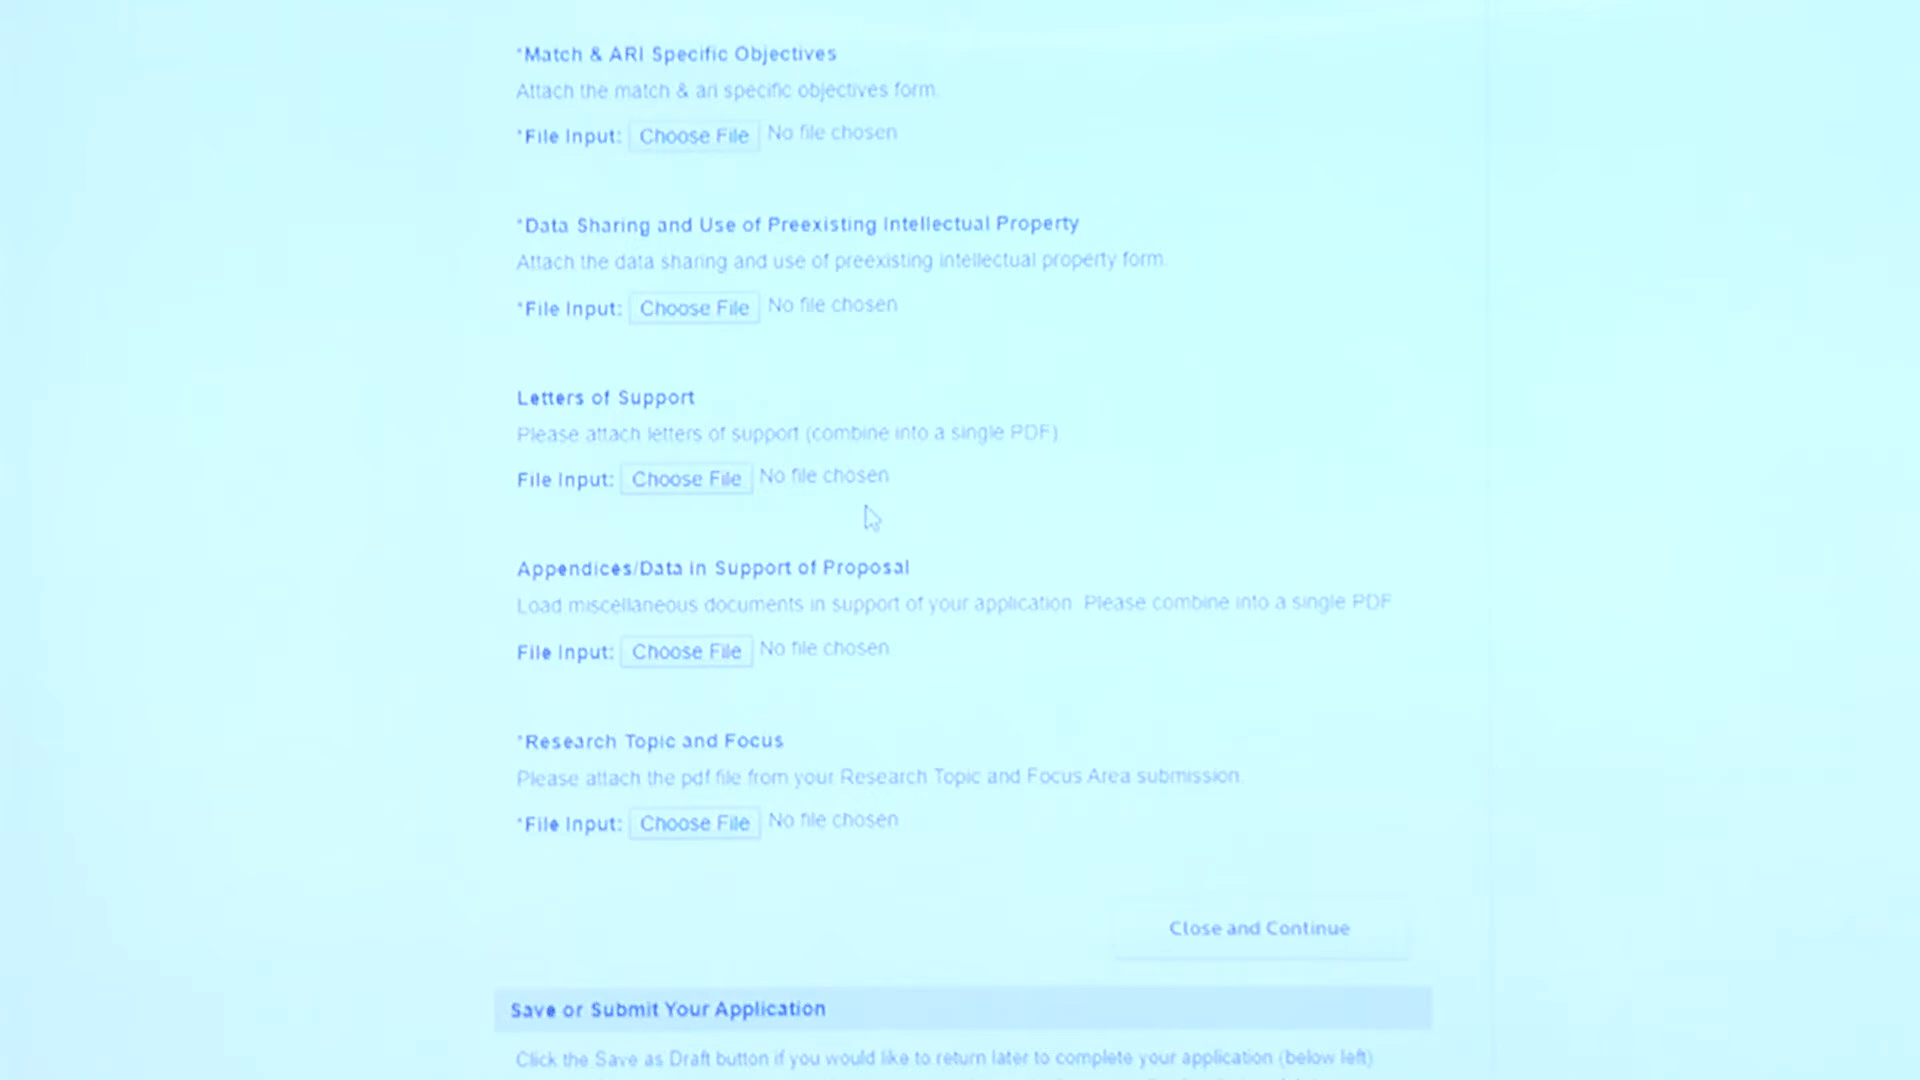 *Match & ARI Specific Objectives
Attach the match & ari specific objectives form.
*File Input: Choose File No file chosen
*Data Sharing and Use of Preexisting Intellectual Property
Attach the data sharing and use of preexisting intellectual property form.
*File Input: Choose File No file chosen
Letters of Support
Please attach letters of support (combine into a single PDF)
File Input: Choose File No file chosen
Appendices/Data in Support of Proposal
Load miscellaneous documents in support of your application. Please combine into a single PDF
File Input: Choose File No file chosen
*Research Topic and Focus
Please attach the pdf file from your Research Topic and Focus Area submission.
*File Input: Choose File No file chosen
Close and Continue
Save or Submit Your Application
Click the Save as Draft button if you would like to return later to complete your application (below left)